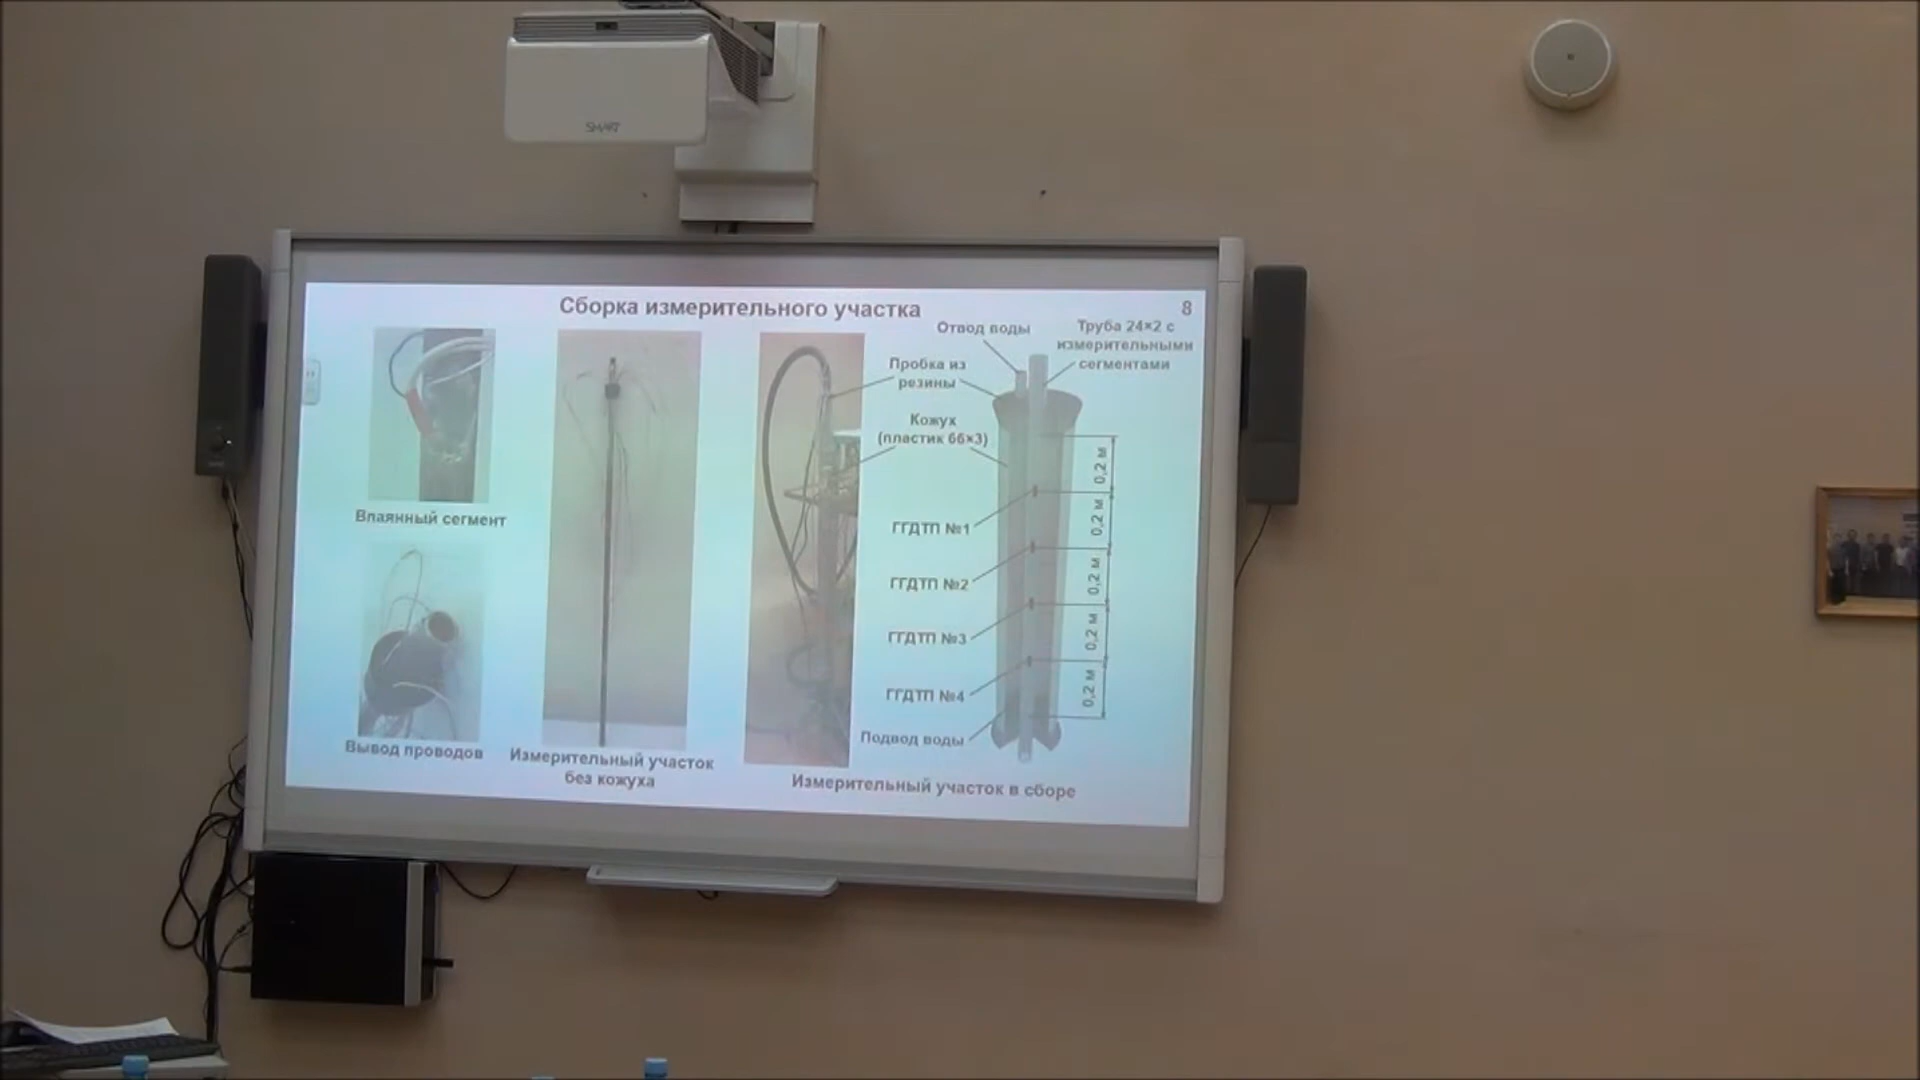 SMART
Сборка измерительного участка
8
Отвод воды
Труба 24×2 с
измерительными
сегментами
Пробка из
резины
Кожух
(пластик 66×3)
0,2 м
ГГДТП №1
0,2 м
ГГДТП №2
0,2 м
ГГДТП №3
0,2 м
ГГДТП №4
0,2 м
Подвод воды
Впаянный сегмент
Вывод проводов
Измерительный участок
без кожуха
Измерительный участок в сборе